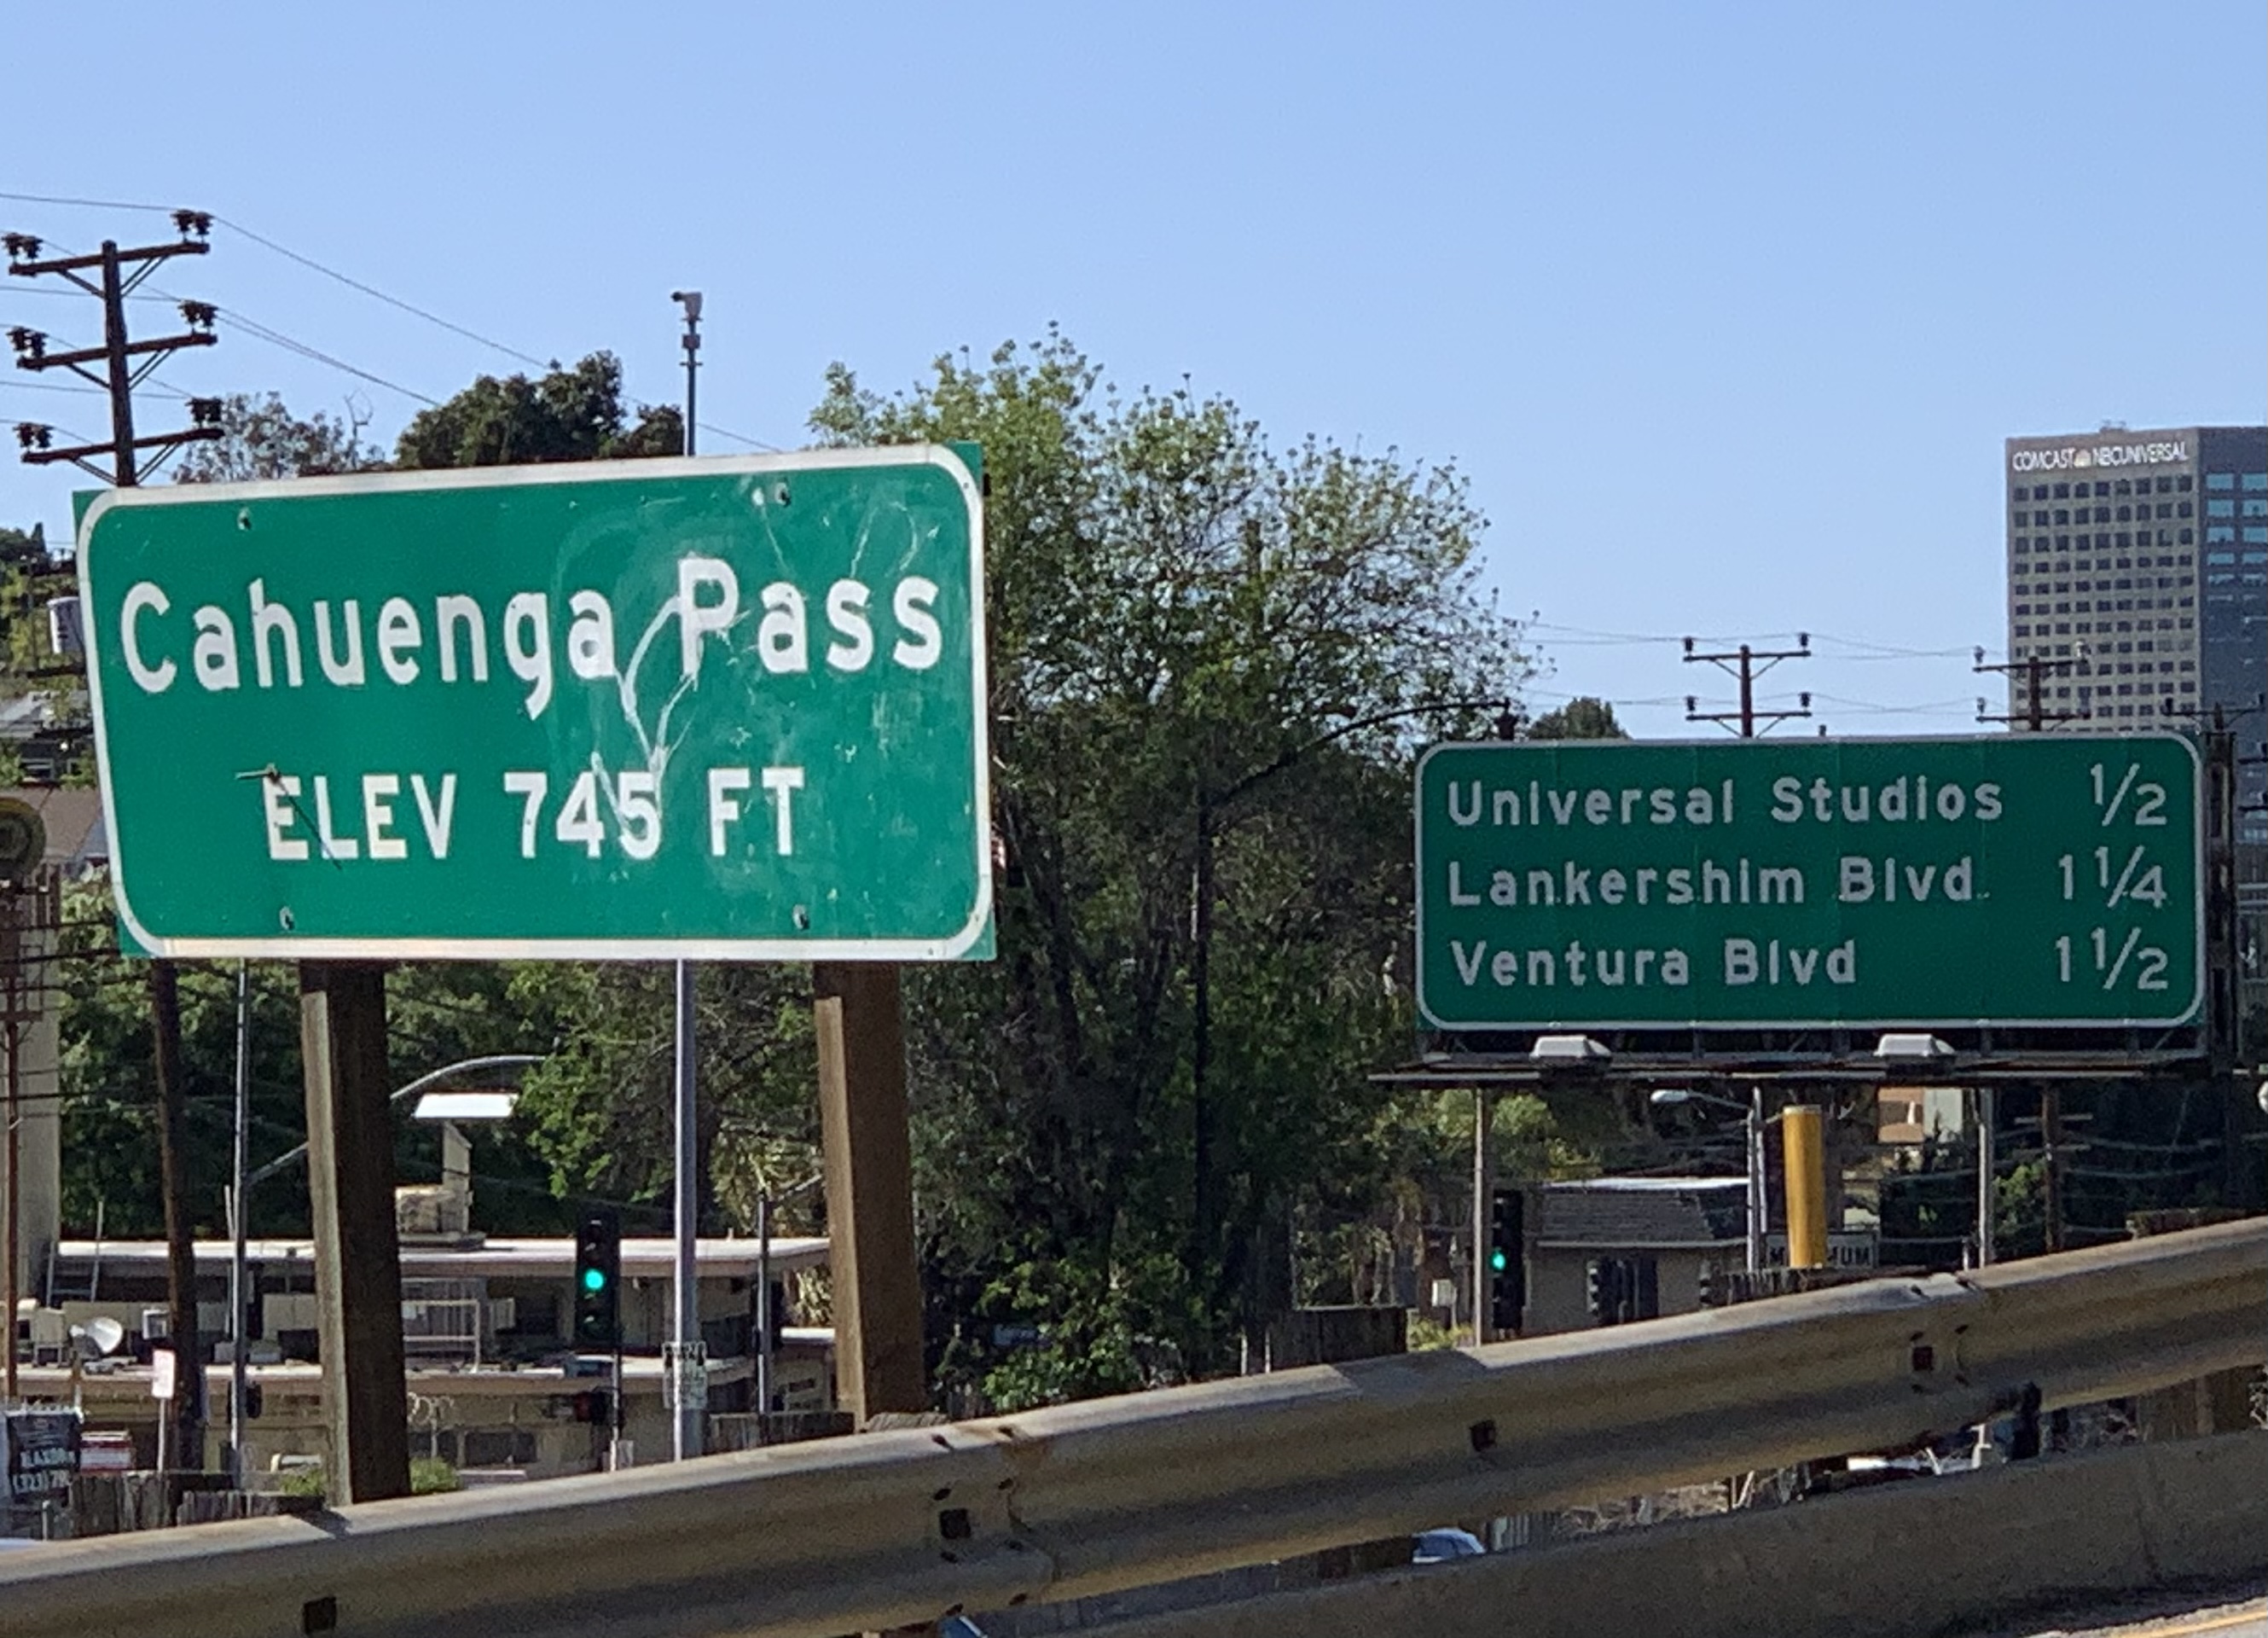 COMCAST NBCUNIVERSAL
Cahuenga Pass
ELEV 745 FT
Universal Studios 1/2
Lankershim Blvd 1 1/4
Ventura Blvd 1 1/2